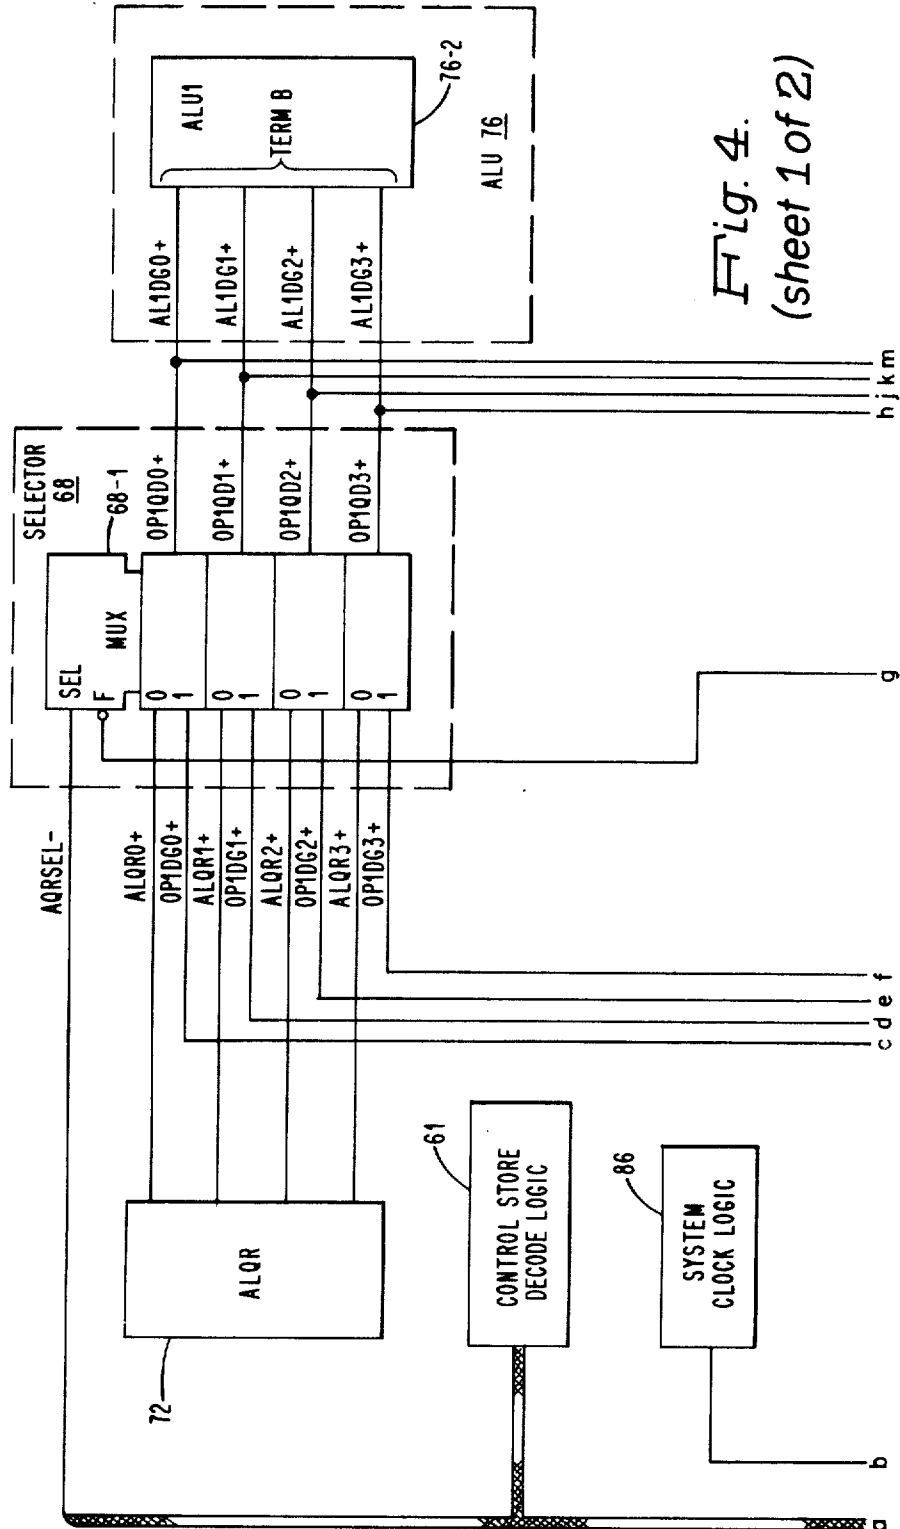 AQRSEL-
SELECTOR
68
68-1
SEL
F
MUX
72
ALQR
ALQR0+
OP1DG0+
ALQR1+
OP1DG1+
ALQR2+
OP1DG2+
ALQR3+
OP1DG3+
0
1
0
1
0
1
0
1
OP1QD0+
OP1QD1+
OP1QD2+
OP1QD3+
AL1DG0+
AL1DG1+
AL1DG2+
AL1DG3+
ALU1
TERM B
76-2
ALU 76
CONTROL STORE
DECODE LOGIC
61
SYSTEM
CLOCK LOGIC
86
a
b
c
d
e
f
g
h
j
k
m
Fig. 4.
(sheet 1 of 2)